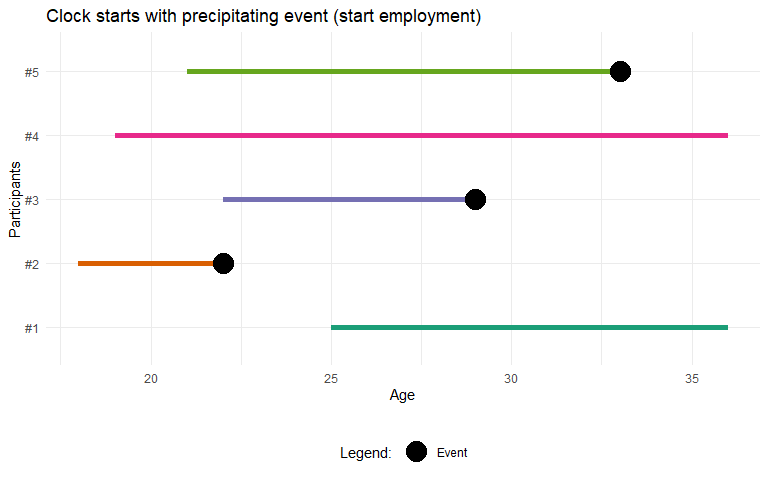 Clock starts with precipitating event (start employment)
Participants
#5
#4
#3
#2
#1
20 25 30 35
Age
Legend: Event